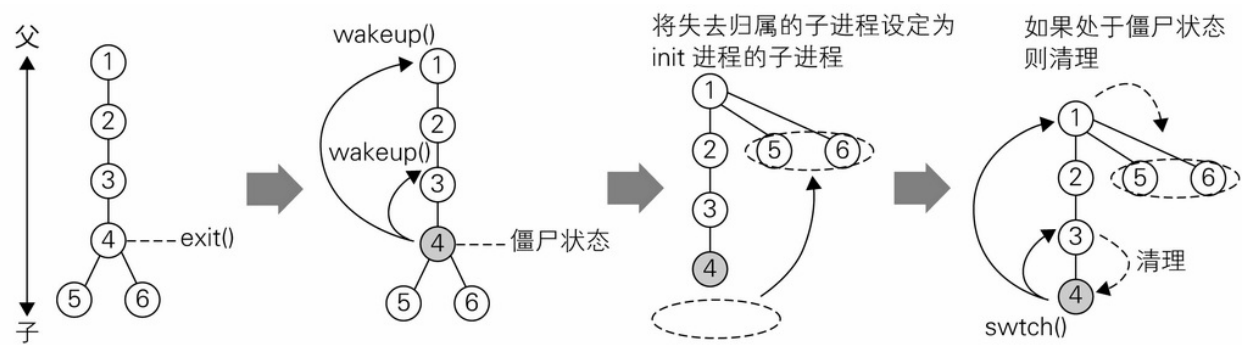 父
1
2
3
4
exit()
5
6
子
wakeup()
1
2
wakeup()
3
4
僵尸状态
5
6
将失去归属的子进程设定为
init 进程的子进程
1
2
5
6
3
4
如果处于僵尸状态
则清理
1
2
5
6
3
清理
4
swtch()